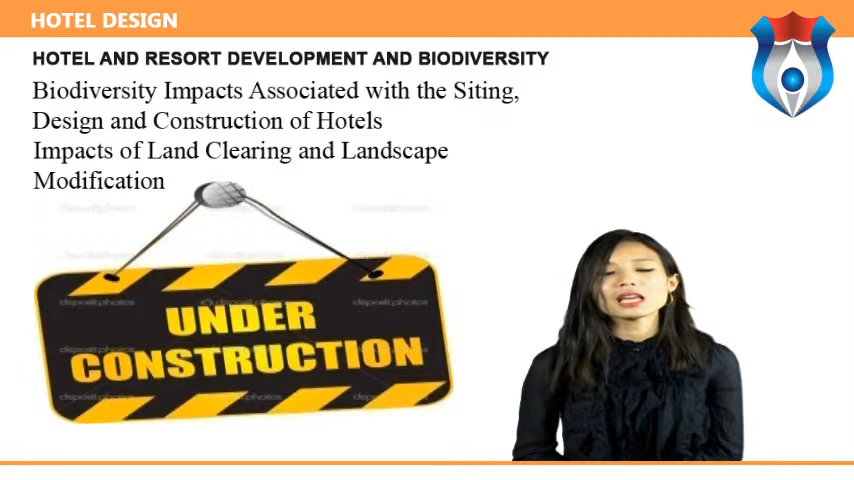 HOTEL DESIGN
HOTEL AND RESORT DEVELOPMENT AND BIODIVERSITY
Biodiversity Impacts Associated with the Siting,
Design and Construction of Hotels
Impacts of Land Clearing and Landscape
Modification
UNDER
CONSTRUCTION
depositphotos